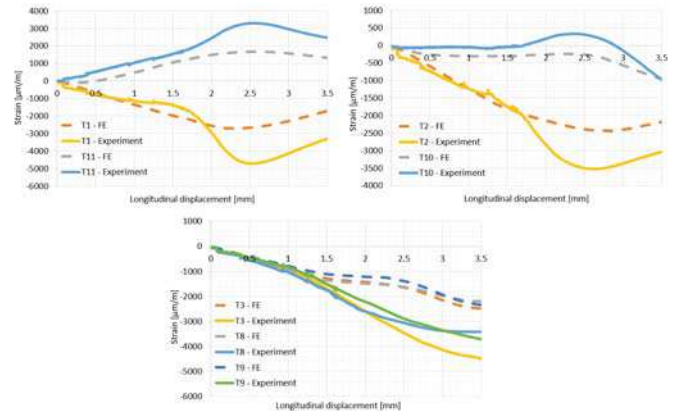 4000
3000
2000
1000
0
-1000
-2000
-3000
-4000
-5000
-6000
Strain [µm/m]
0 0.5 1 1.5 2 2.5 3 3.5
T1 - FE
T1 - Experiment
T11 - FE
T11 - Experiment
Longitudinal displacement [mm]
1000
500
0
-500
-1000
-1500
-2000
-2500
-3000
-3500
-4000
Strain [µm/m]
0 0.5 1 1.5 2 2.5 3 3.5
T2 - FE
T2 - Experiment
T10 - FE
T10 - Experiment
Longitudinal displacement [mm]
1000
0
-1000
-2000
-3000
-4000
-5000
-6000
Strain [µm/m]
0 0.5 1 1.5 2 2.5 3 3.5
T3 - FE
T3 - Experiment
T8 - FE
T8 - Experiment
T9 - FE
T9 - Experiment
Longitudinal displacement [mm]